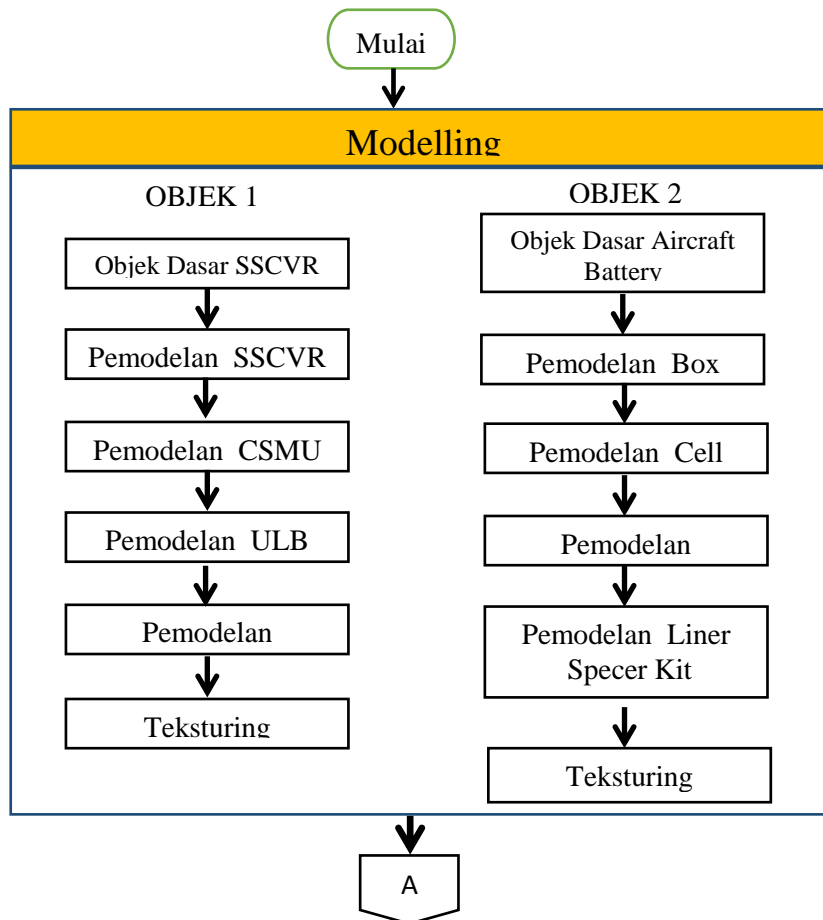 Mulai
Modelling
OBJEK 1
Objek Dasar SSCVR
Pemodelan SSCVR
Pemodelan CSMU
Pemodelan ULB
Pemodelan
Teksturing
OBJEK 2
Objek Dasar Aircraft
Battery
Pemodelan Box
Pemodelan Cell
Pemodelan
Pemodelan Liner
Specer Kit
Teksturing
A